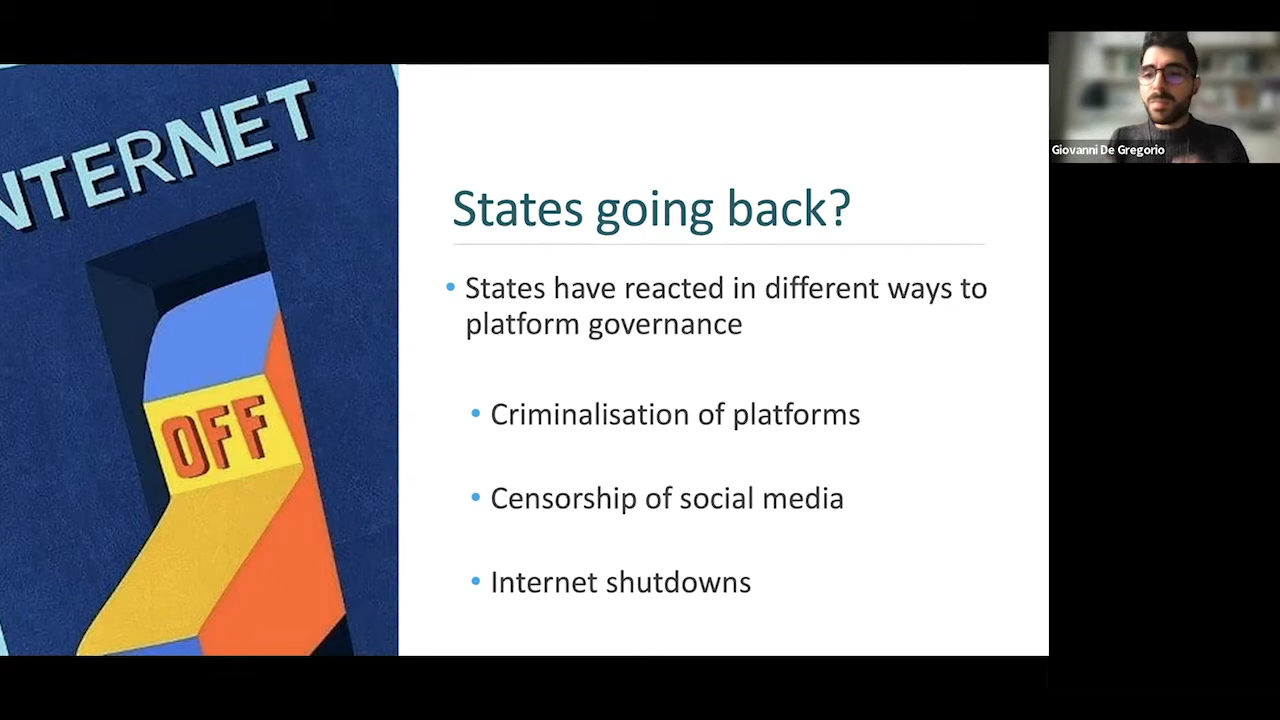 NTERNET
OFF
States going back?
• States have reacted in different ways to
platform governance
• Criminalisation of platforms
• Censorship of social media
• Internet shutdowns
Giovanni De Gregorio